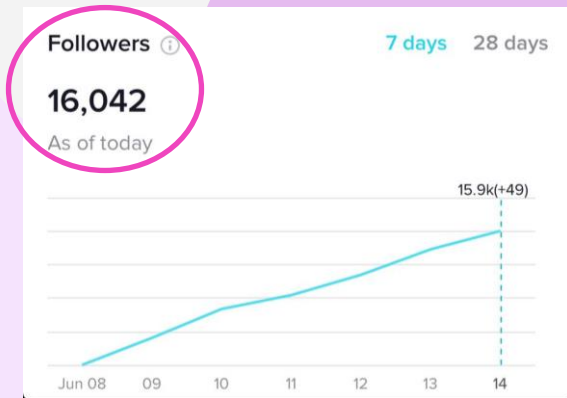 Followers
7 days 28 days
16,042
As of today
15.9k(+49)
Jun 08 09 10 11 12 13 14